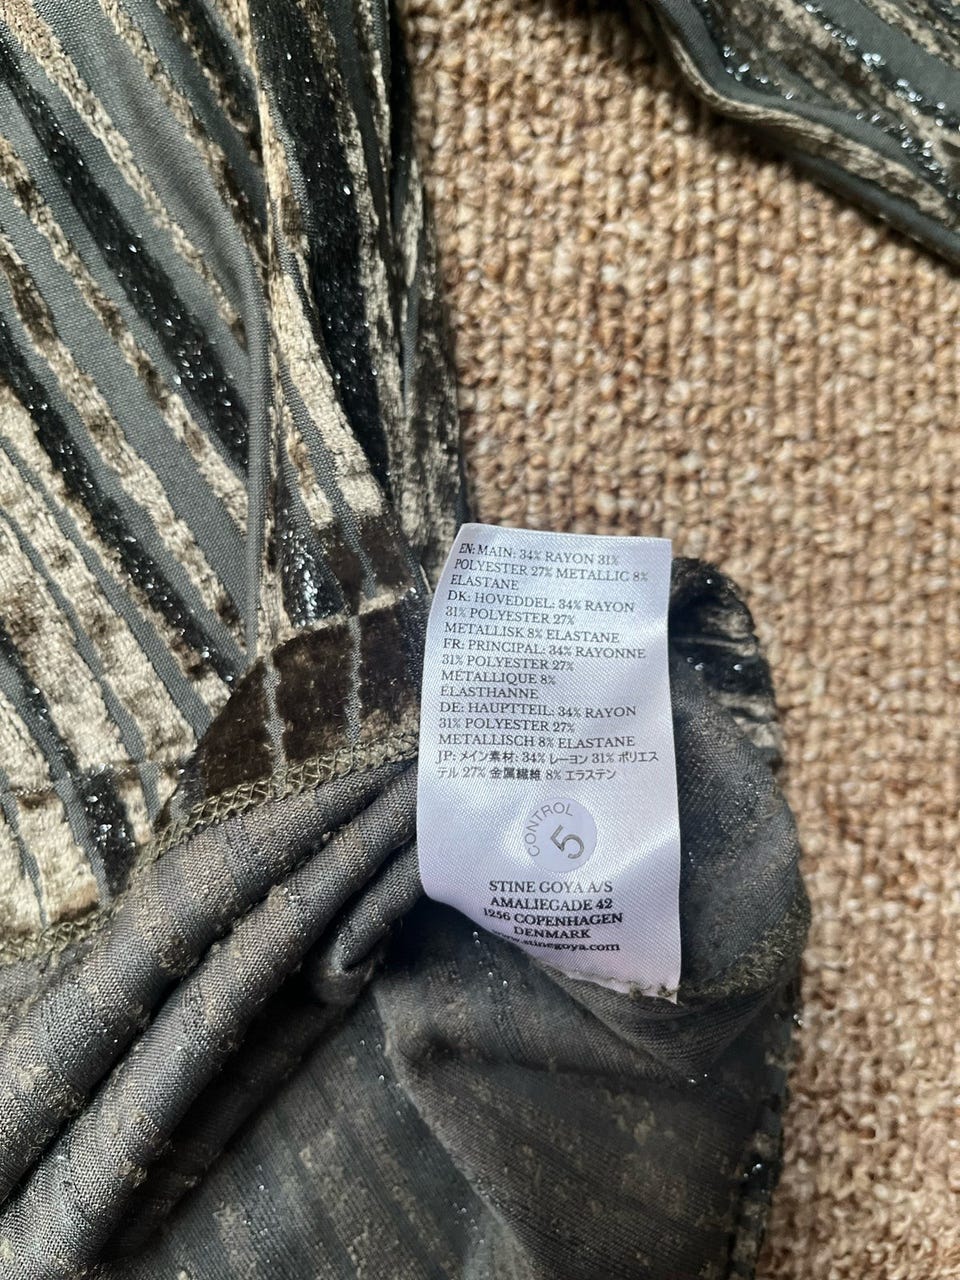 EN: MAIN: 34% RAYON 31%
POLYESTER 27% METALLIC 8%
ELASTANE
DK: HOVEDDEL: 34% RAYON
31% POLYESTER 27%
METALLISK 8% ELASTANE
FR: PRINCIPAL: 34% RAYONNE
31% POLYESTER 27%
METALLIQUE 8%
ELASTHANNE
DE: HAUPTTEIL: 34% RAYON
31% POLYESTER 27%
METALLISCH 8% ELASTANE
JP: メイン素材: 34% レーヨン 31% ポリエス
テル 27% 金属繊維 8% エラステン
CONTROL
5
STINE GOYA A/S
AMALIEGADE 42
1256 COPENHAGEN
DENMARK
www.stinegoya.com